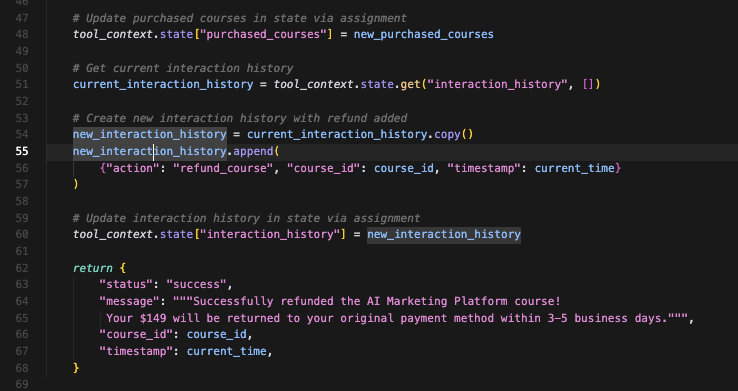 46
47 # Update purchased courses in state via assignment
48 tool_context.state["purchased_courses"] = new_purchased_courses
49
50 # Get current interaction history
51 current_interaction_history = tool_context.state.get("interaction_history", [])
52
53 # Create new interaction history with refund added
54 new_interaction_history = current_interaction_history.copy()
55 new_interaction_history.append(
56 {"action": "refund_course", "course_id": course_id, "timestamp": current_time}
57 )
58
59 # Update interaction history in state via assignment
60 tool_context.state["interaction_history"] = new_interaction_history
61
62 return {
63 "status": "success",
64 "message": """Successfully refunded the AI Marketing Platform course!
65 Your $149 will be returned to your original payment method within 3-5 business days.""",
66 "course_id": course_id,
67 "timestamp": current_time,
68 }
69